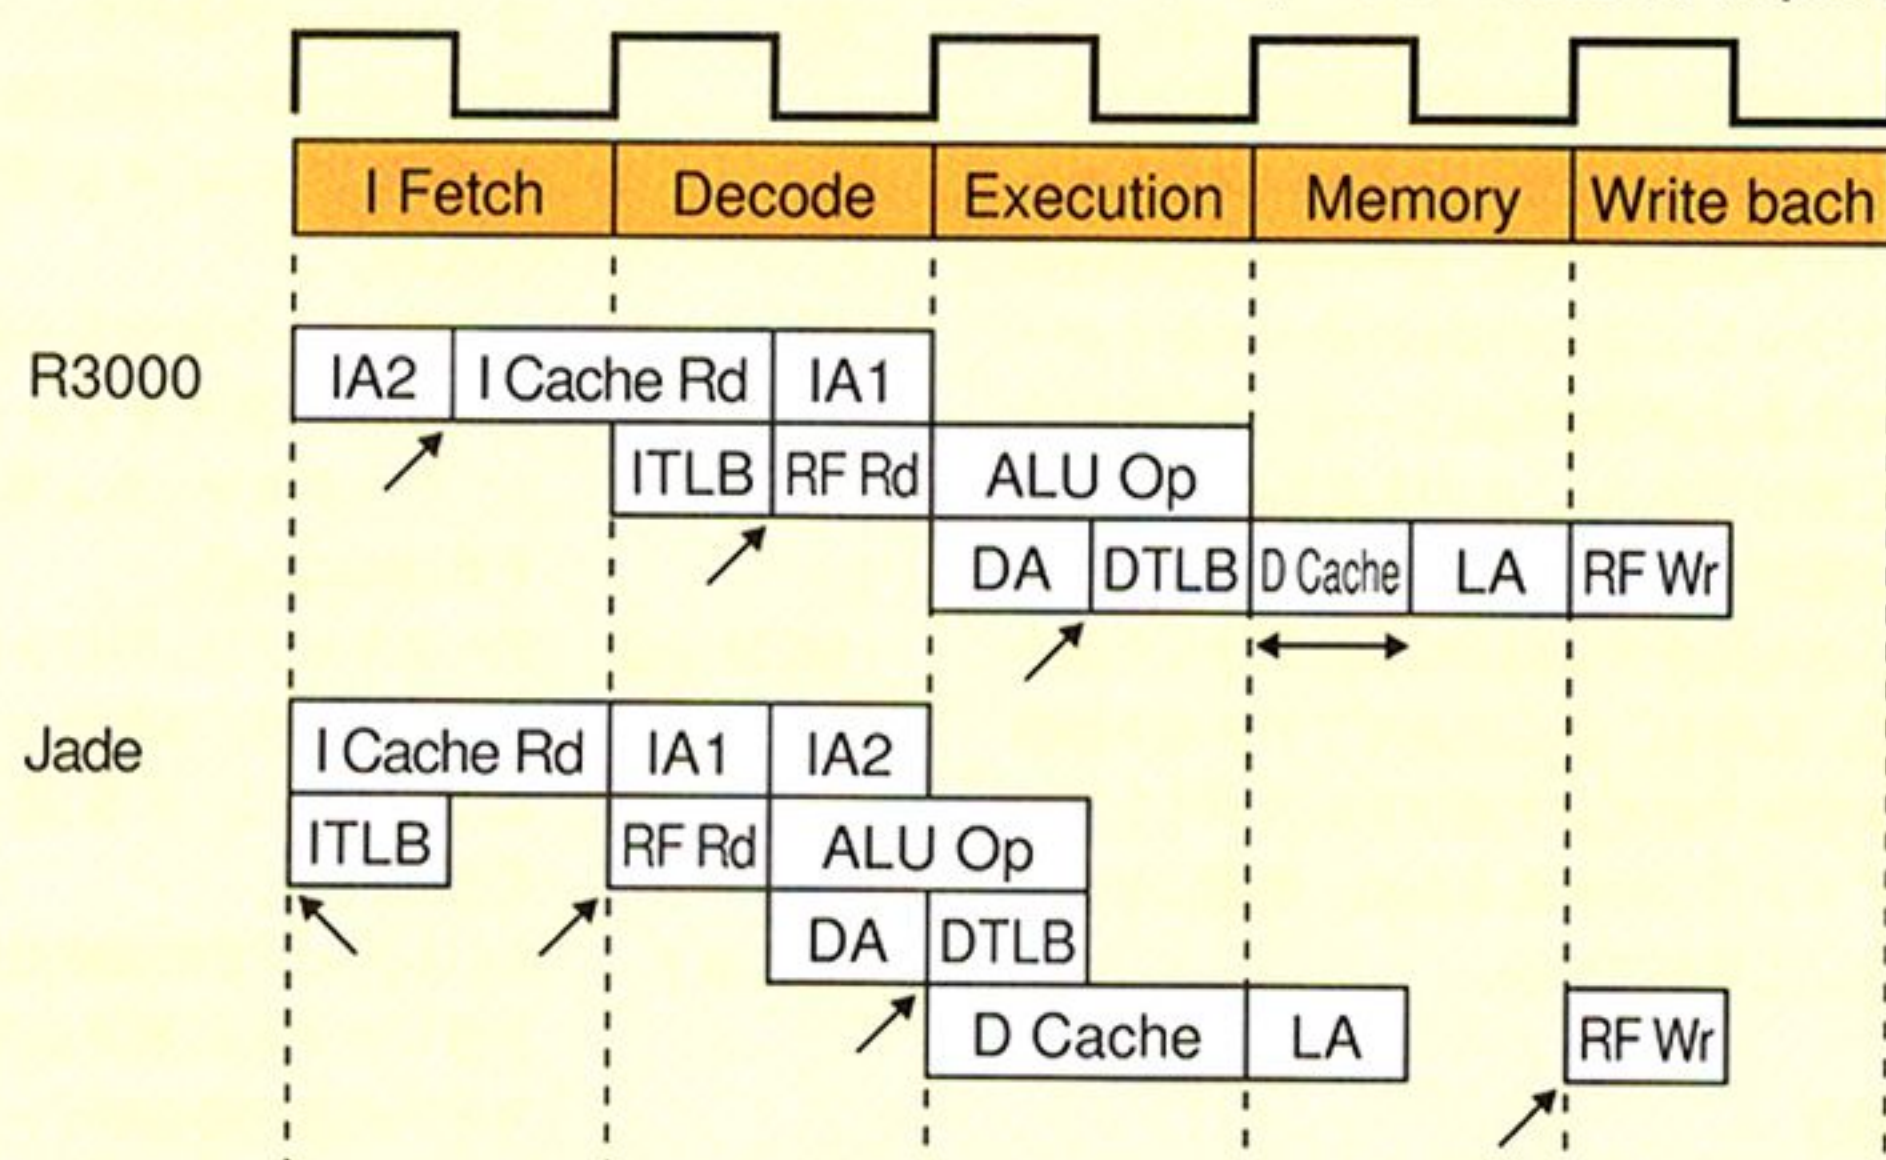 I Fetch Decode Execution Memory Write bach
R3000 IA2 I Cache Rd IA1
ITLB RF Rd ALU Op
DA DTLB D Cache LA RF Wr
Jade I Cache Rd IA1 IA2
ITLB RF Rd ALU Op
DA DTLB
D Cache LA RF Wr